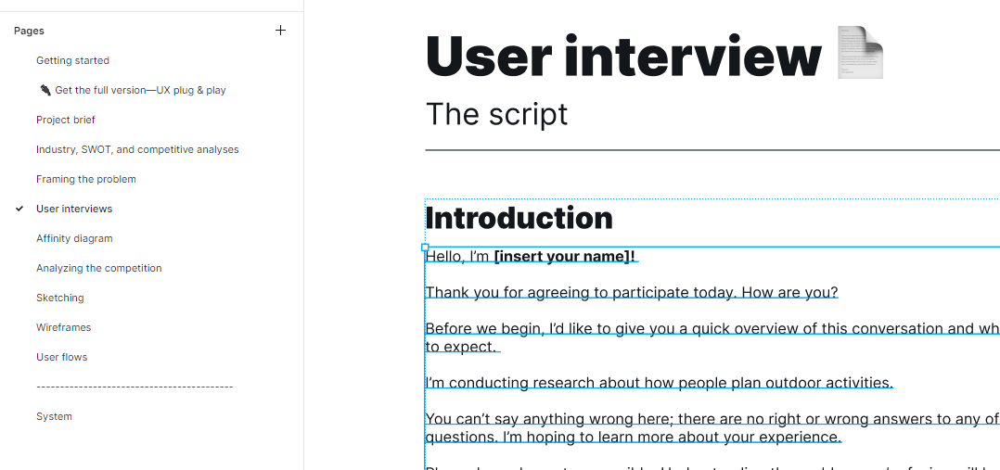 Pages
Getting started
Get the full version—UX plug & play
Project brief
Industry, SWOT, and competitive analyses
Framing the problem
User interviews
Affinity diagram
Analyzing the competition
Sketching
Wireframes
User flows
-----------------------------------------
System
User interview
The script
Introduction
Hello, I’m [insert your name]!
Thank you for agreeing to participate today. How are you?
Before we begin, I’d like to give you a quick overview of this conversation and wh
to expect.
I’m conducting research about how people plan outdoor activities.
You can’t say anything wrong here; there are no right or wrong answers to any of
questions. I’m hoping to learn more about your experience.